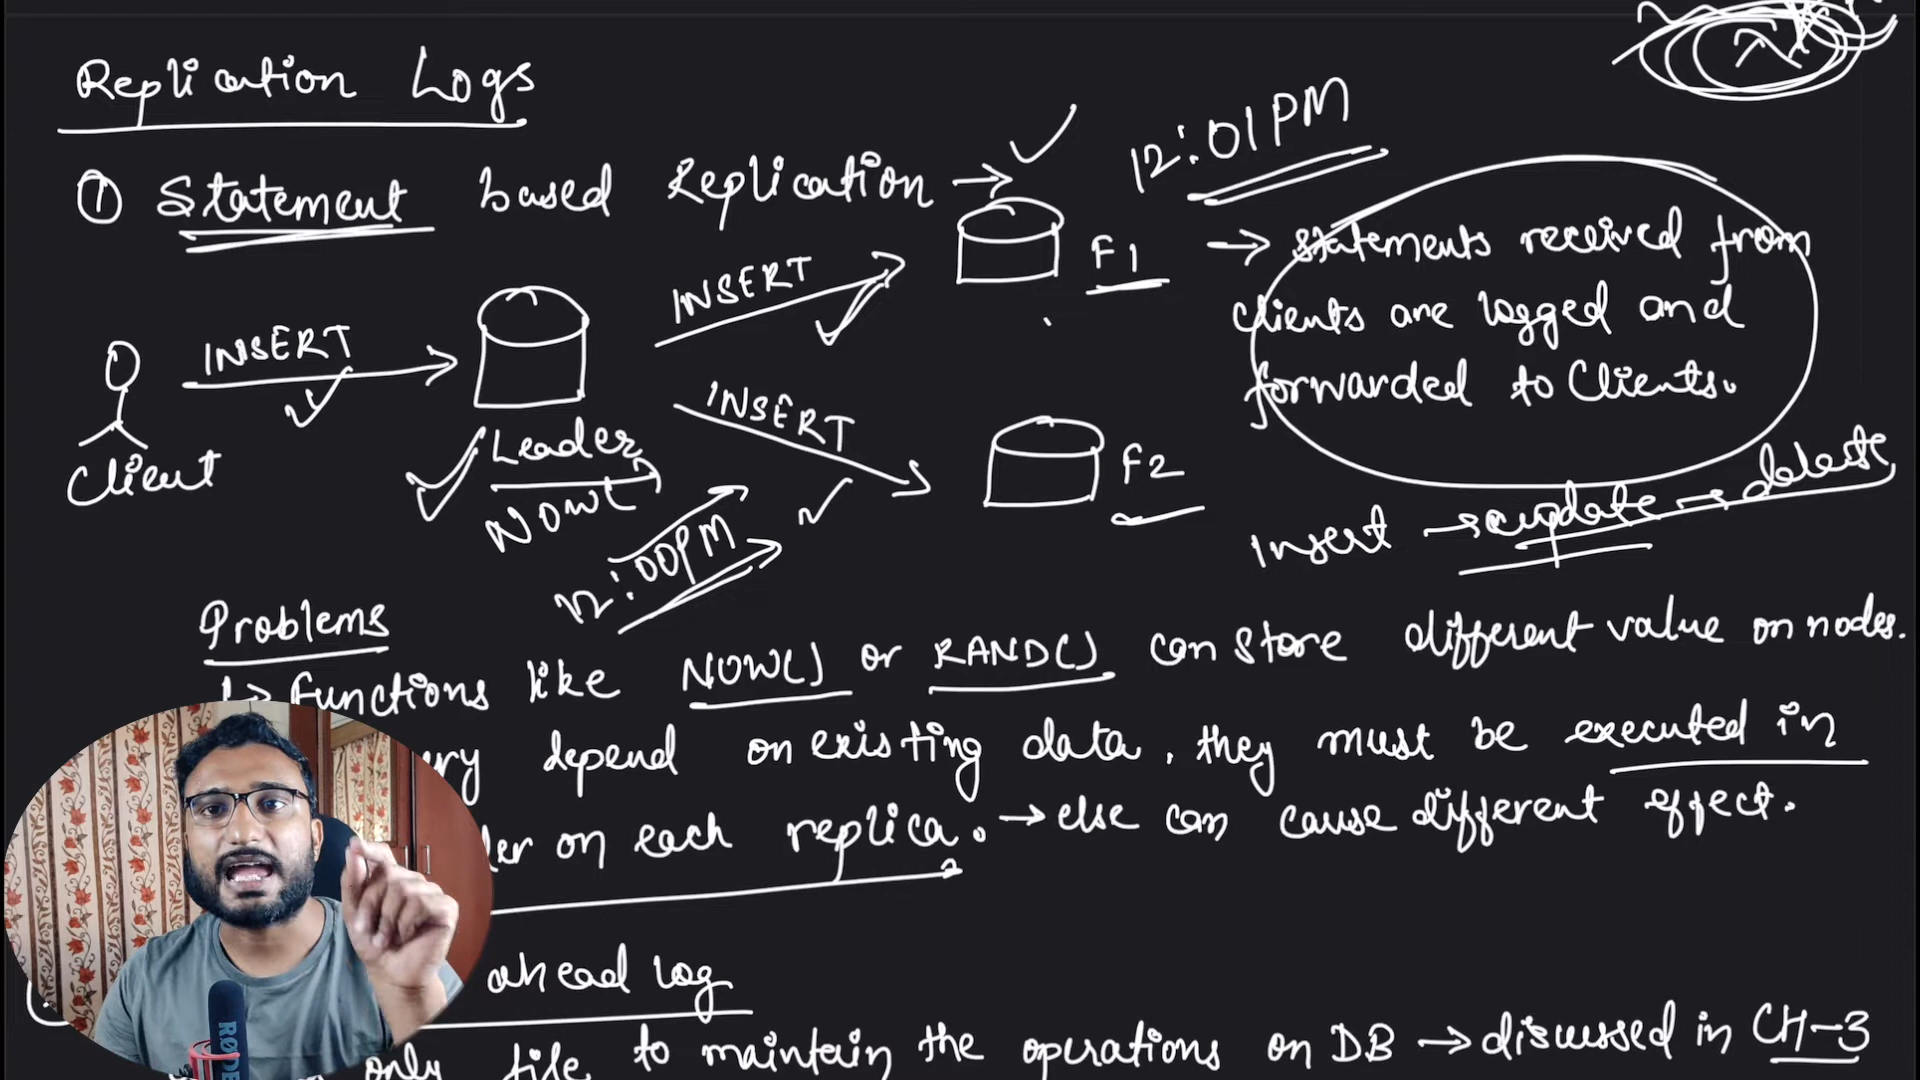 Replication Logs
① Statement based Replication →
12:01PM
INSERT
INSERT
INSERT
F1
F2
Client
Leader
NOW()
12:00PM
→ statements received from
clients are logged and
forwarded to Clients.
Insert → update → delete
Problems
↳ Functions like NOW() or RAND() can store different value on nodes.
depend on existing data, they must be executed in
on each replica. → else can cause different effect.
ahead log
only file to maintain the operations on DB → discussed in CH-3
RØDE